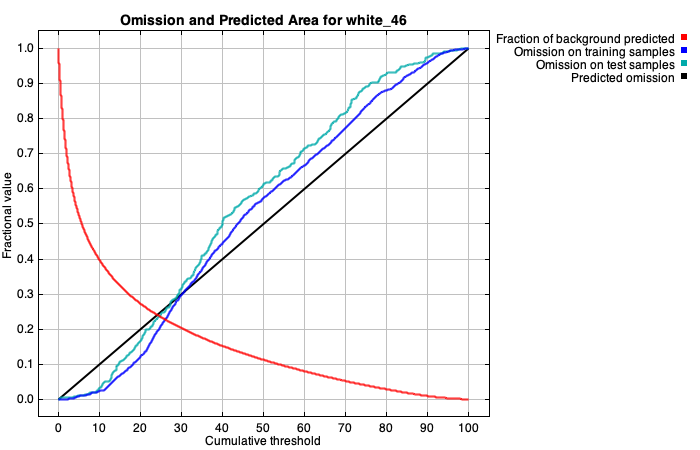 Omission and Predicted Area for white_46
Fraction of background predicted
Omission on training samples
Omission on test samples
Predicted omission
Fractional value
1.0
0.9
0.8
0.7
0.6
0.5
0.4
0.3
0.2
0.1
0.0
0 10 20 30 40 50 60 70 80 90 100
Cumulative threshold